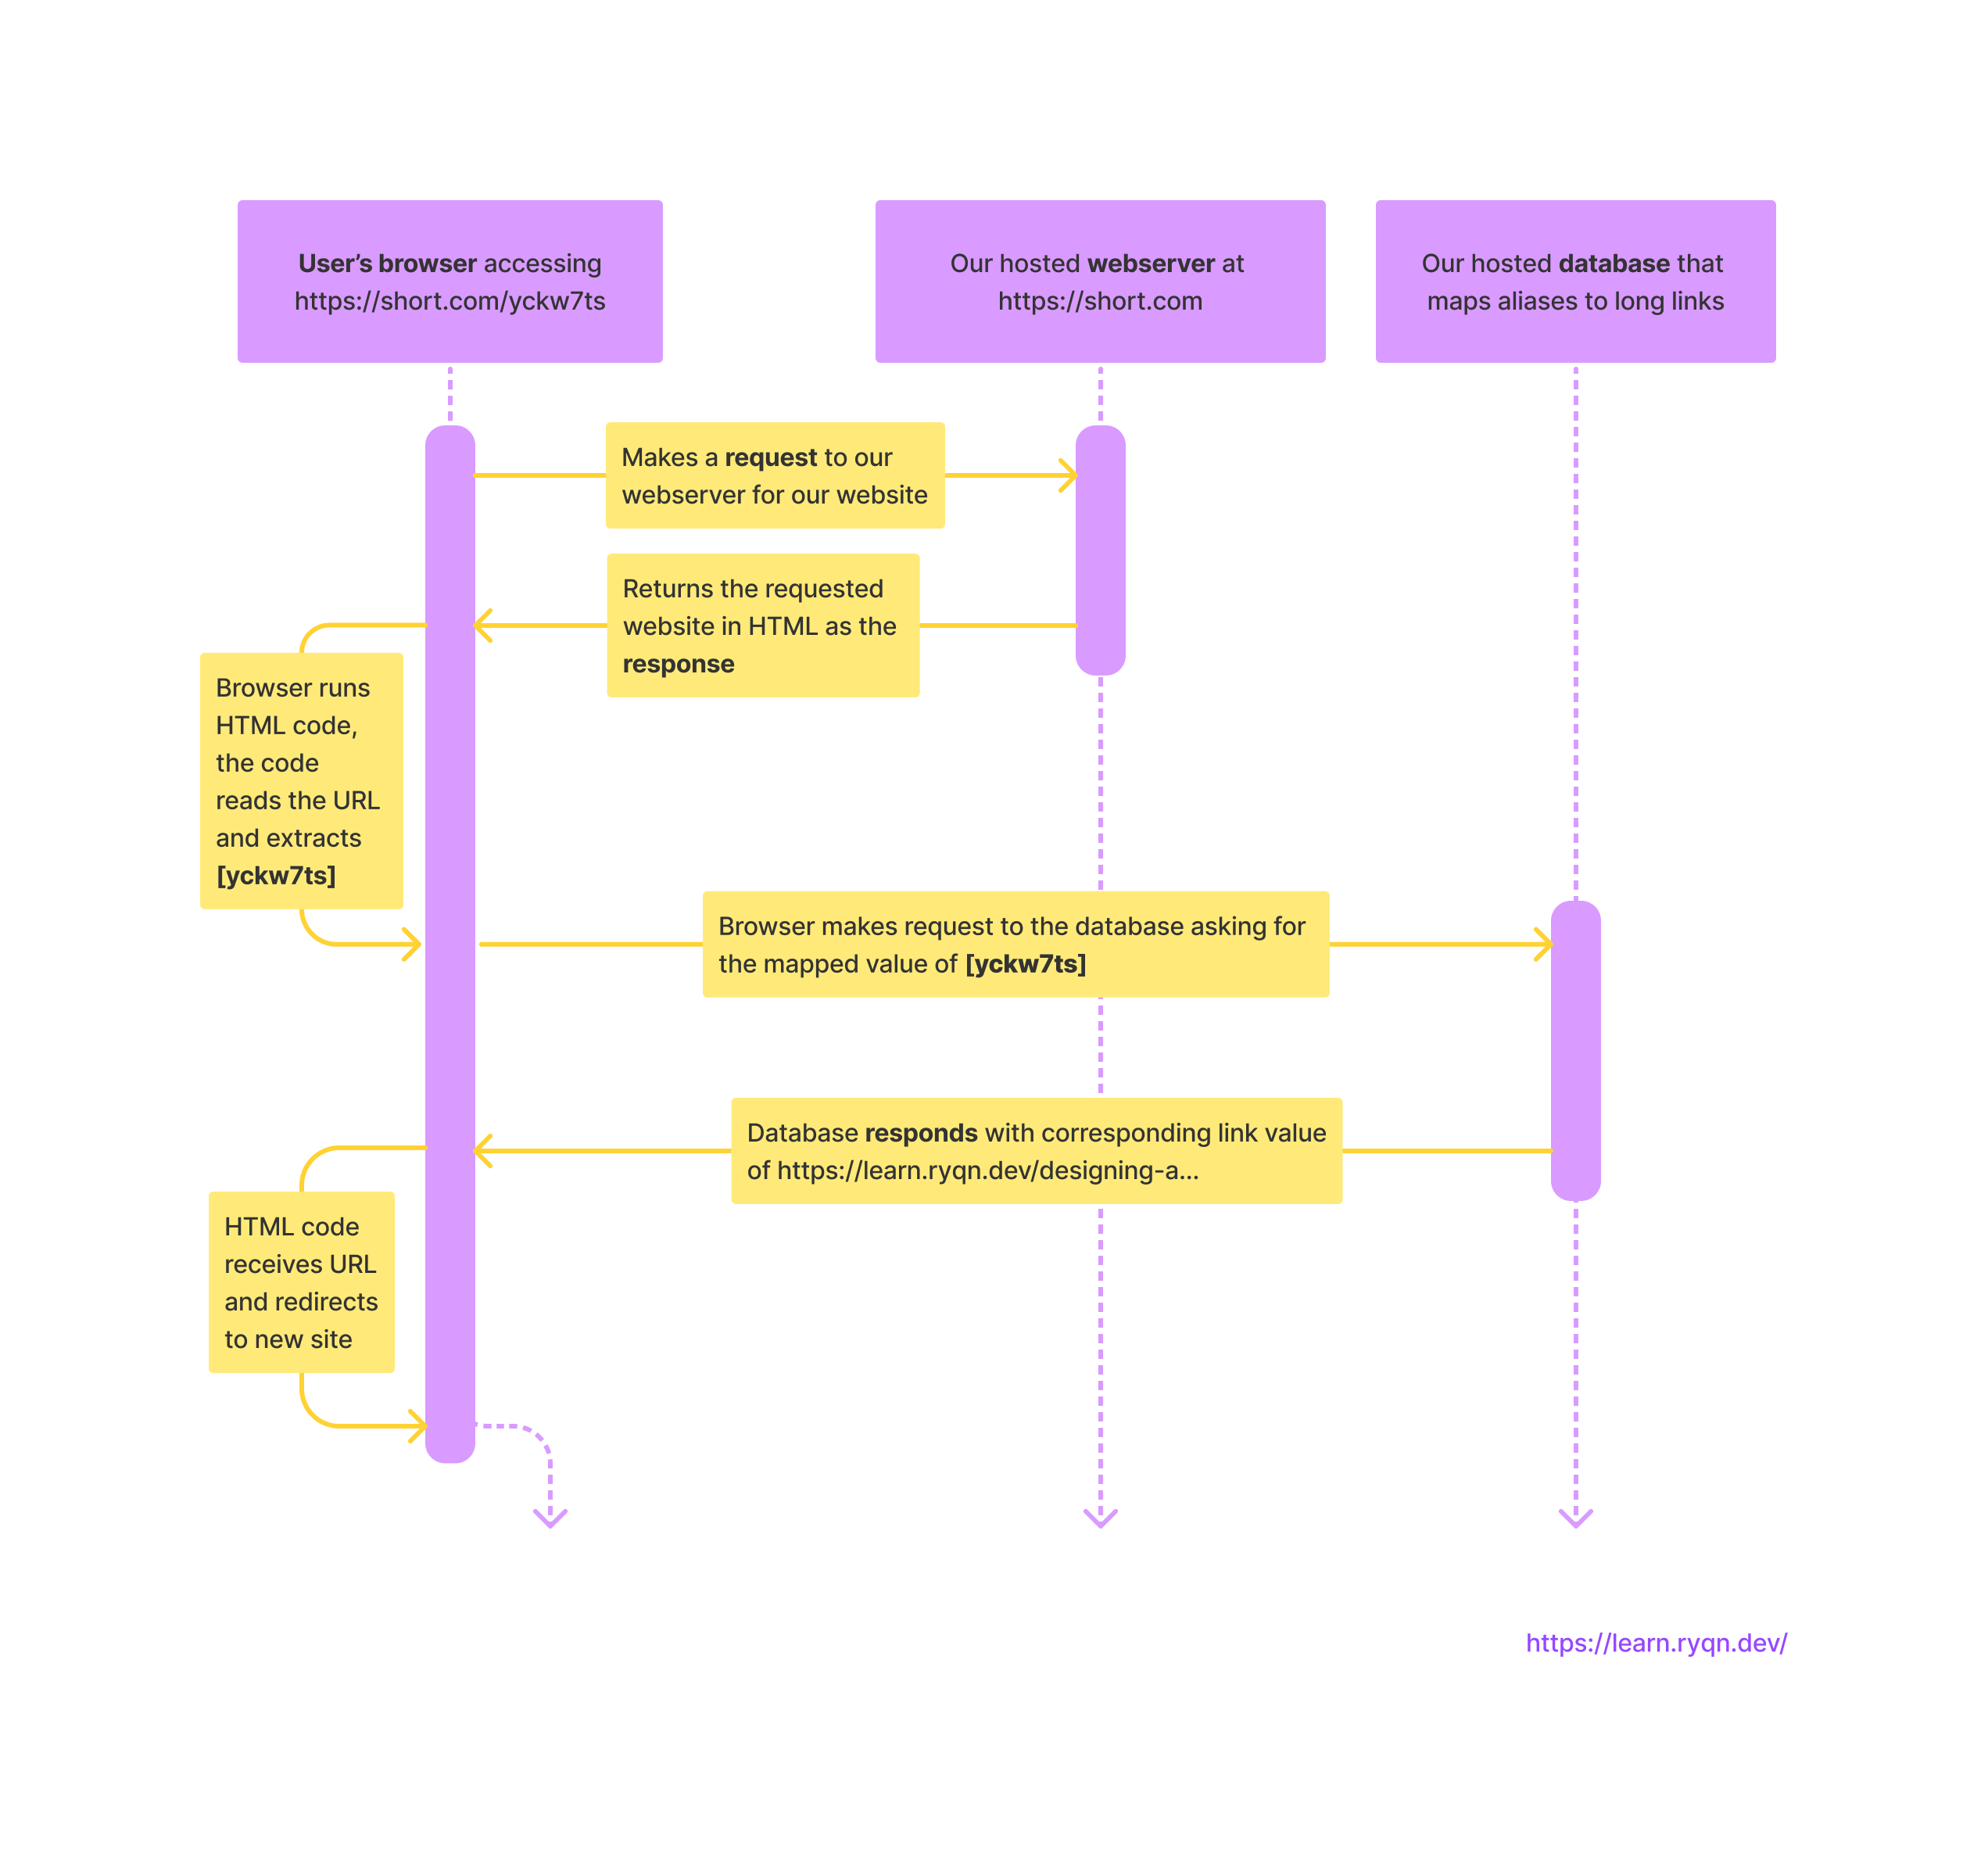 User’s browser accessing
https://short.com/yckw7ts
Our hosted webserver at
https://short.com
Our hosted database that
maps aliases to long links
Makes a request to our
webserver for our website
Returns the requested
website in HTML as the
response
Browser runs
HTML code,
the code
reads the URL
and extracts
[yckw7ts]
Browser makes request to the database asking for
the mapped value of [yckw7ts]
Database responds with corresponding link value
of https://learn.ryqn.dev/designing-a...
HTML code
receives URL
and redirects
to new site
https://learn.ryqn.dev/